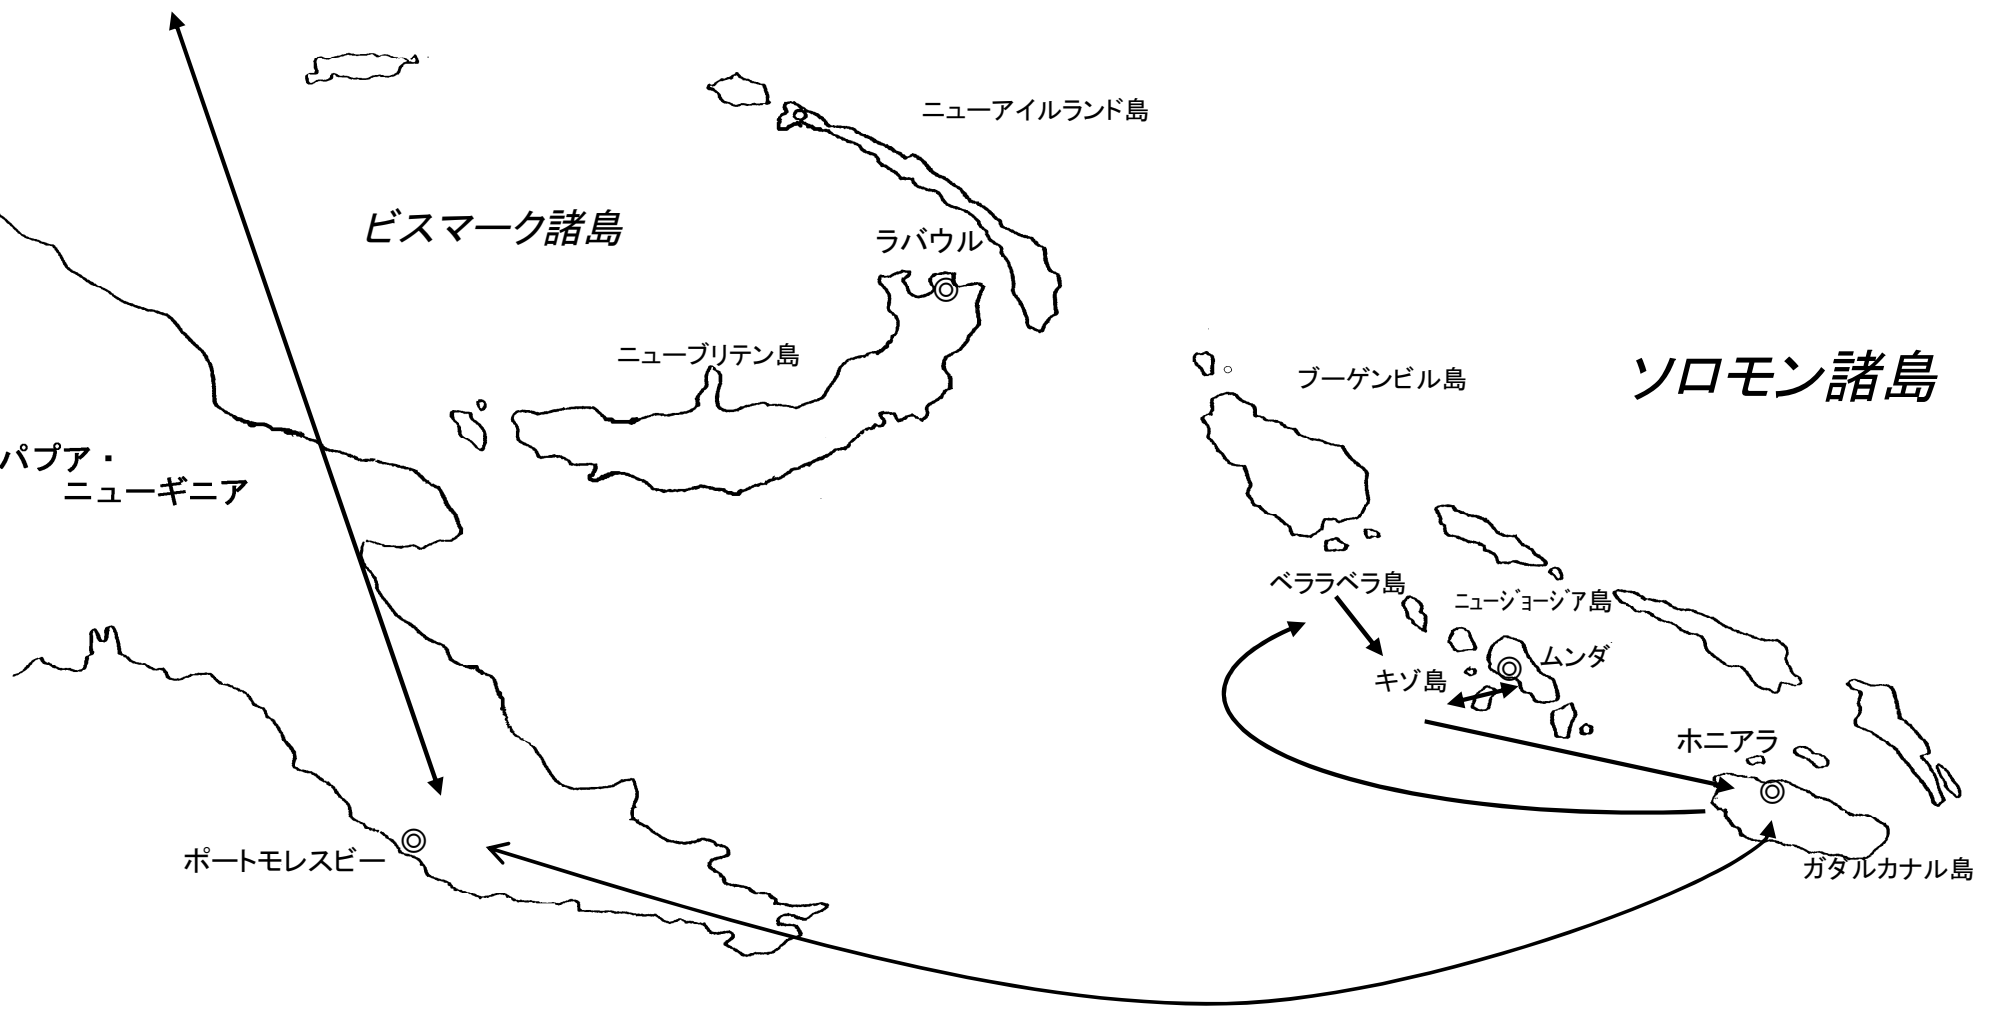 ニューアイルランド島
ビスマーク諸島
ラバウル
ニューブリテン島
ブーゲンビル島
ソロモン諸島
パプア・
ニューギニア
ベララベラ島
ﾆｭｰｼﾞｮｰｼﾞｱ島
ムンダ
キゾ島
ホニアラ
ポートモレスビー
ガダルカナル島